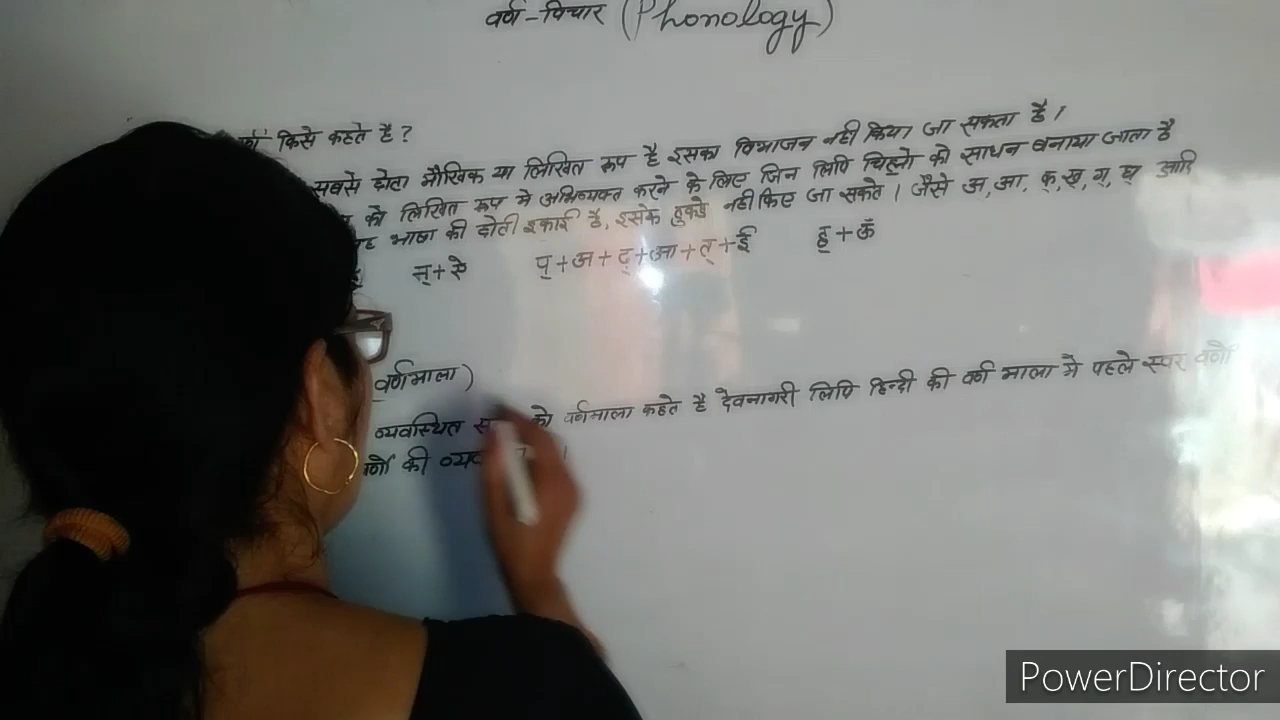 वर्ण-विचार (Phonology)
किसे कहते है?
सबसे छोटा मौखिक या लिखित रूप है इसका विभाजन नही किया जा सकता है।
को लिखित रूप मे अभिव्यक्त करने के लिए जिन लिपि चिह्नो को साधन बनाया जाता है
भाषा की छोटी इकाई है, इसके टुकडे नही किए जा सकते। जैसे अ, आ, क्, ख्, ग्, घ् आदि
स् + ए प् + अ + ट् + आ + त् + ई ह् + ऊँ
वर्णमाला)
व्यवस्थित को वर्णमाला कहते है देवनागरी लिपि हिन्दी की वर्ण माला मे पहले स्वर वर्णों
की
PowerDirector